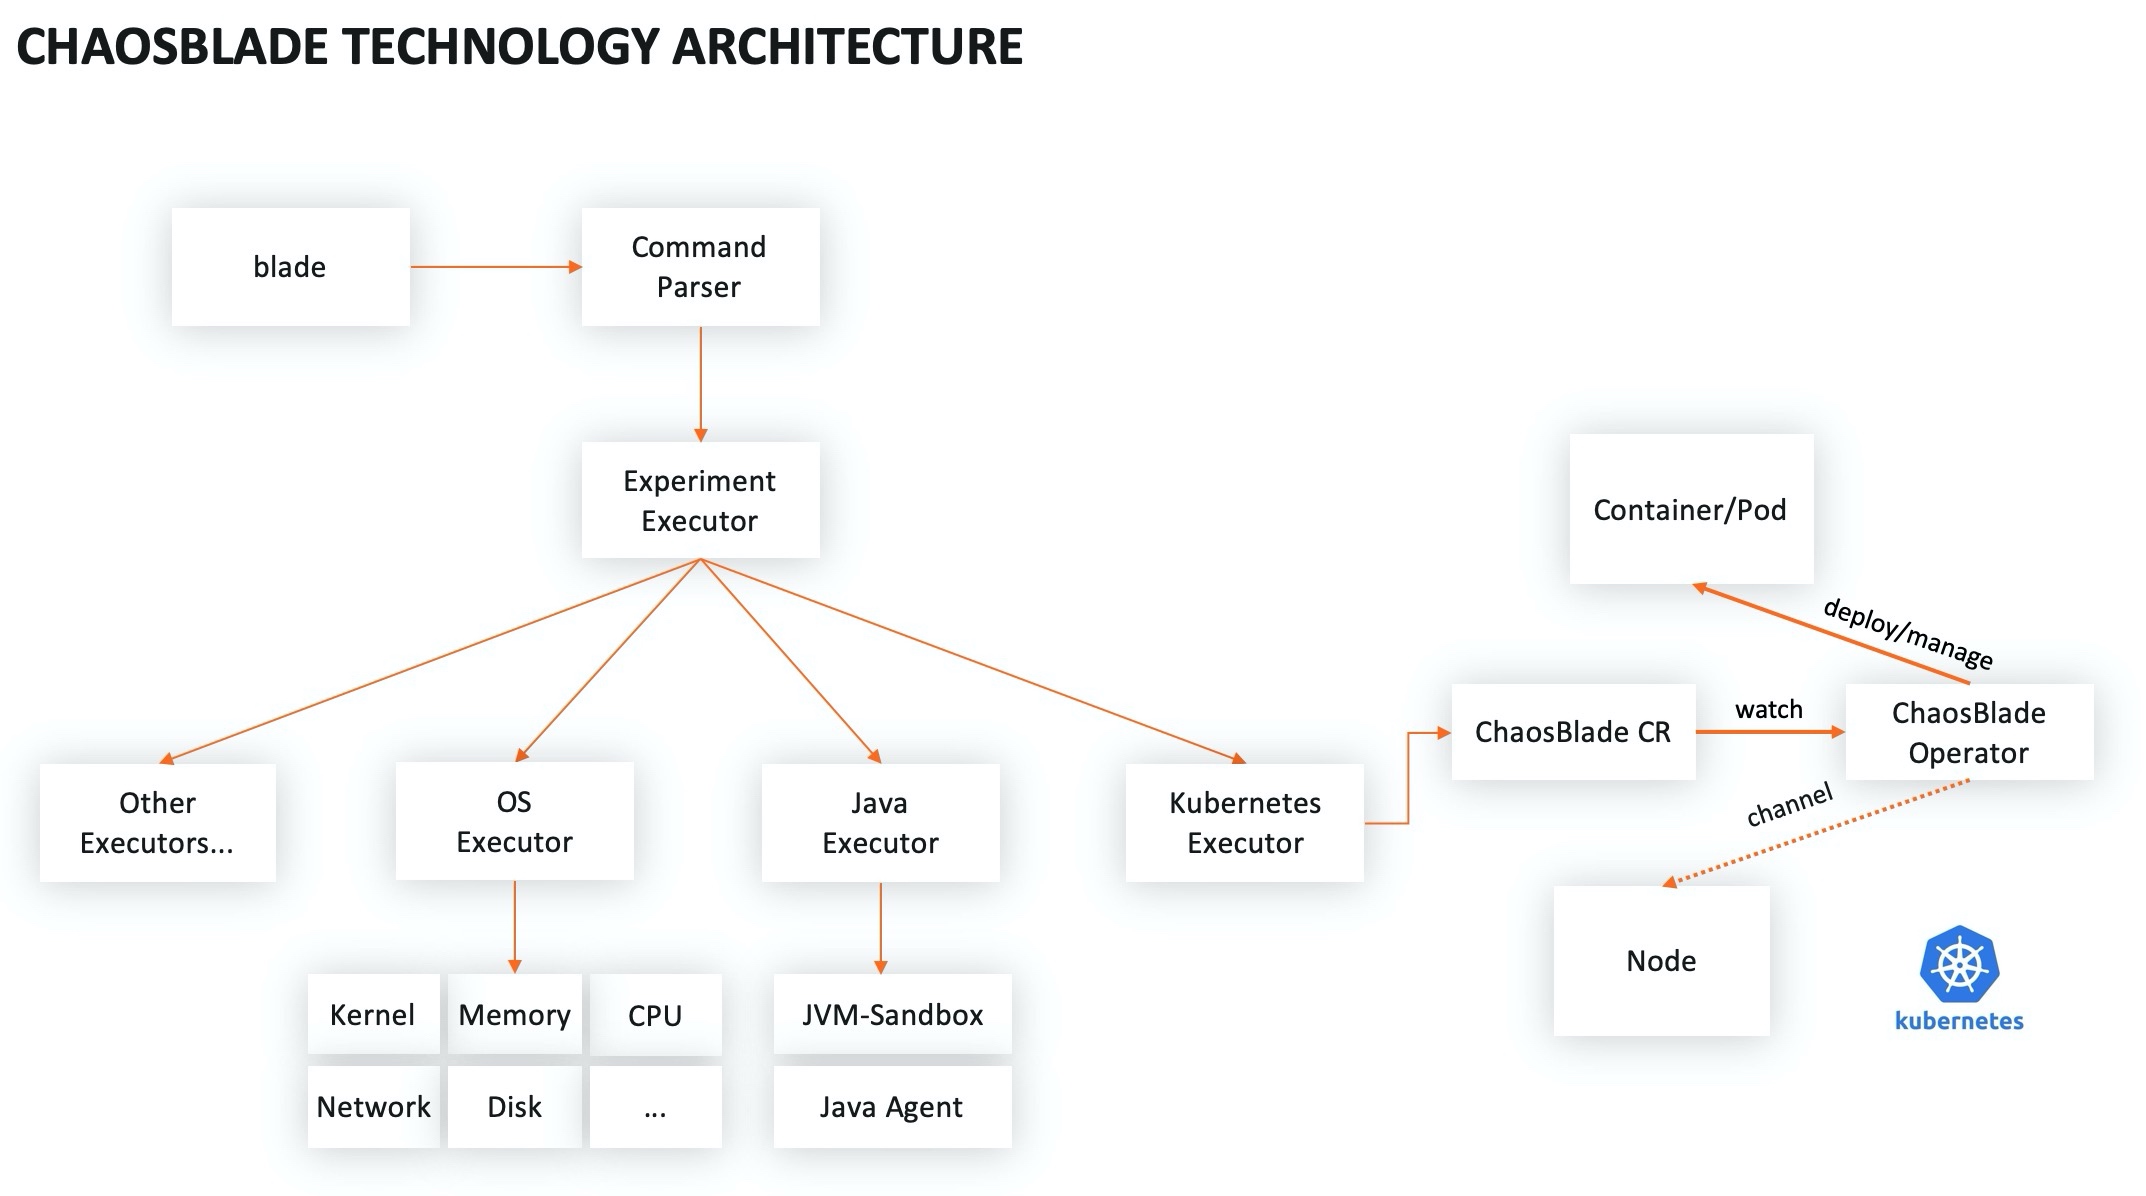 CHAOSBLADE TECHNOLOGY ARCHITECTURE
blade
Command
Parser
Experiment
Executor
Container/Pod
deploy/manage
ChaosBlade CR
watch
ChaosBlade
Operator
channel
Other
Executors...
OS
Executor
Java
Executor
Kubernetes
Executor
Node
kubernetes
Kernel
Memory
CPU
JVM-Sandbox
Network
Disk
...
Java Agent